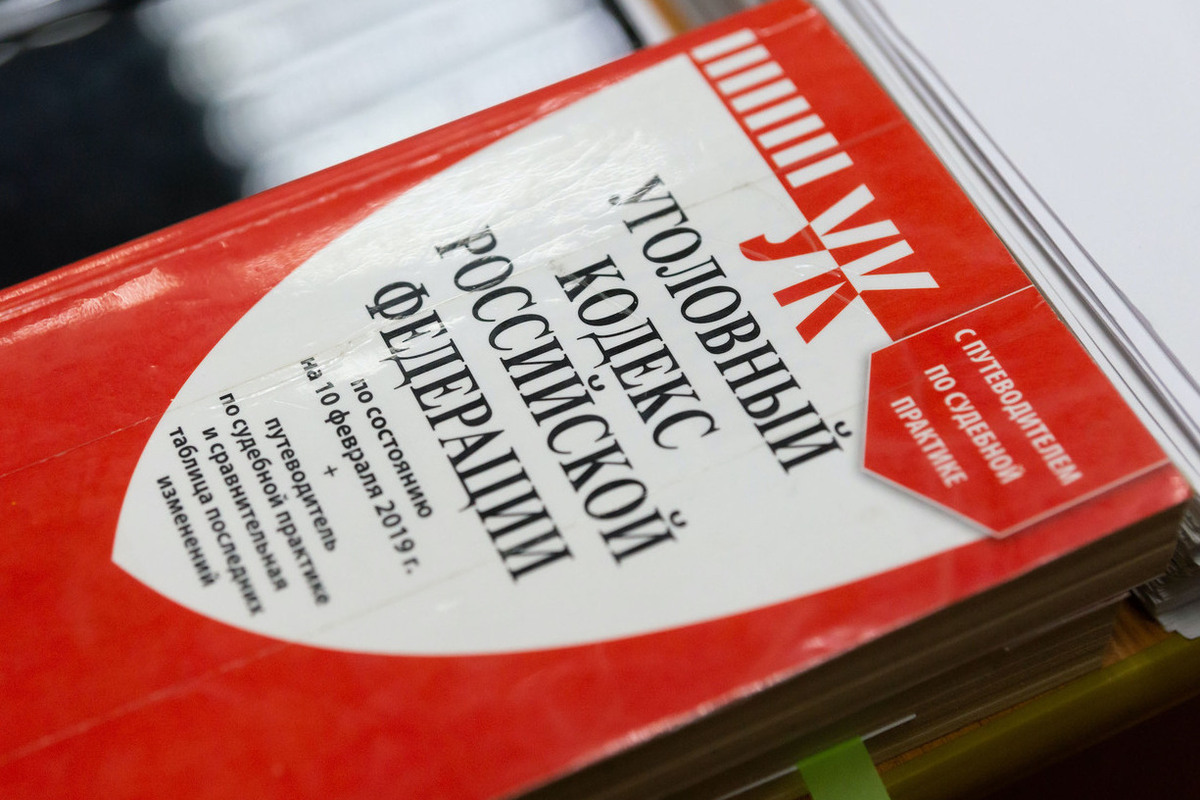 УК
С ПУТЕВОДИТЕЛЕМ
ПО СУДЕБНОЙ
ПРАКТИКЕ
УГОЛОВНЫЙ
КОДЕКС
РОССИЙСКОЙ
ФЕДЕРАЦИИ
по состоянию
на 10 февраля 2019 г.
+
путеводитель
по судебной практике
и сравнительная
таблица последних
изменений